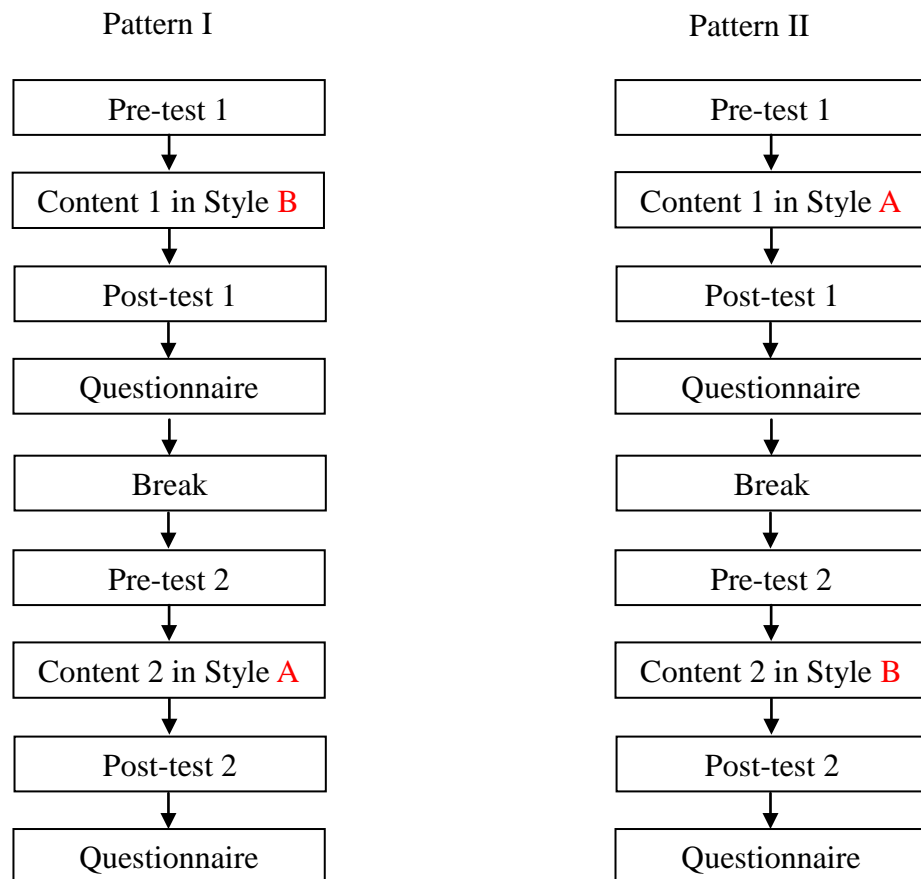 Pattern I
Pre-test 1
Content 1 in Style B
Post-test 1
Questionnaire
Break
Pre-test 2
Content 2 in Style A
Post-test 2
Questionnaire
Pattern II
Pre-test 1
Content 1 in Style A
Post-test 1
Questionnaire
Break
Pre-test 2
Content 2 in Style B
Post-test 2
Questionnaire